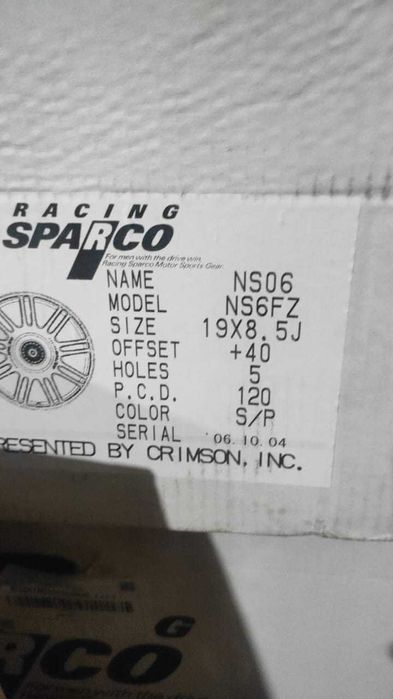 RACING
SPARCO
For men with the drive win.
Racing Sparco Motor Sports Gear.
NAME NS06
MODEL NS6FZ
SIZE 19X8.5J
OFFSET +40
HOLES 5
P.C.D. 120
COLOR S/P
SERIAL 06.10.04
RESENTED BY CRIMSON, INC.
G
RCO